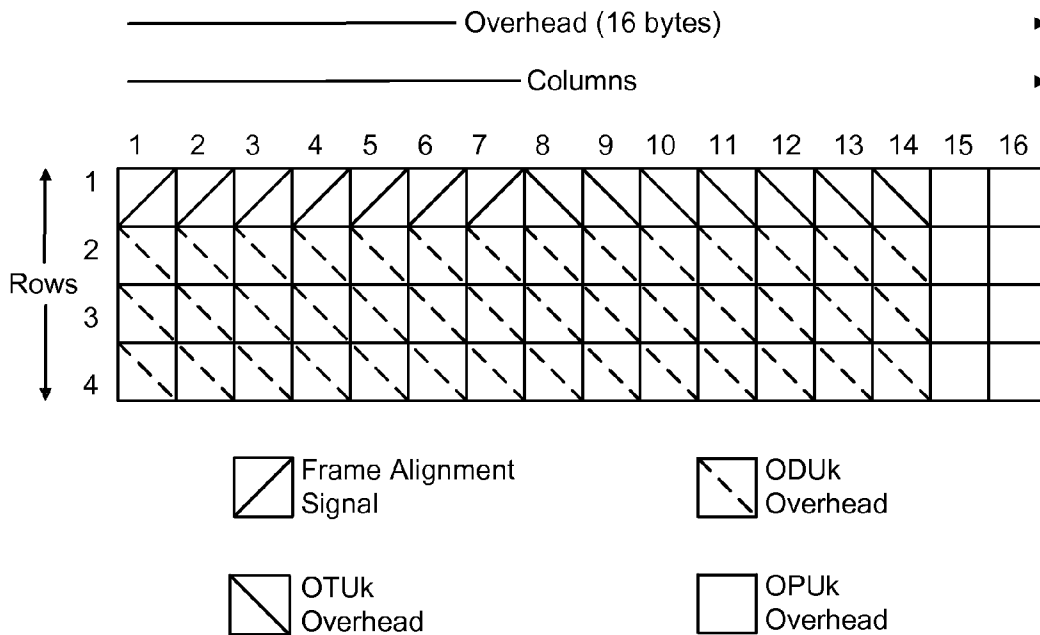 Overhead (16 bytes)
Columns
1 2 3 4 5 6 7 8 9 10 11 12 13 14 15 16
1
2
Rows
3
4
Frame Alignment
Signal
ODUk
Overhead
OTUk
Overhead
OPUk
Overhead